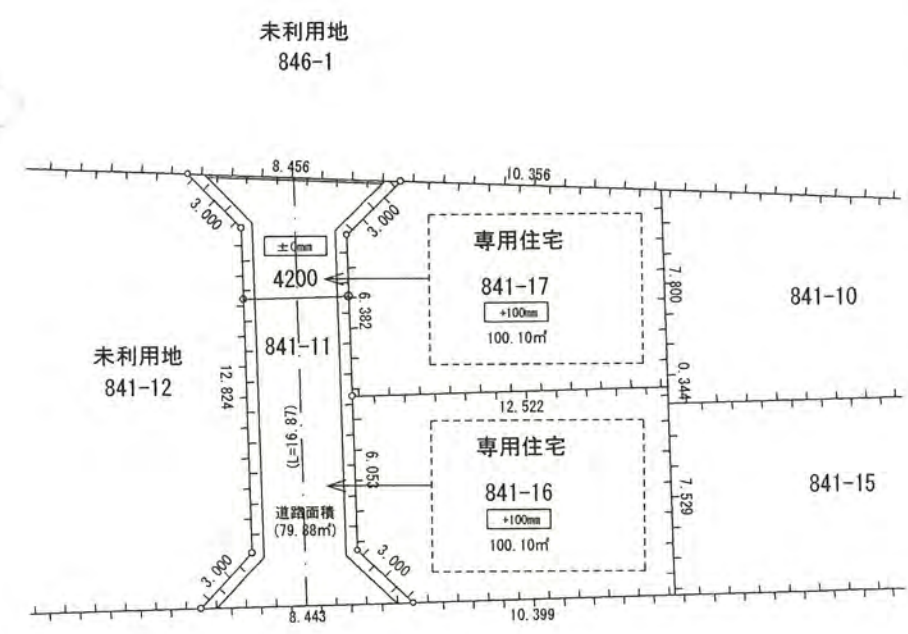 未利用地
846-1
8.456
10.356
3.000
3.000
±0mm
4200
専用住宅
841-17
+100mm
100.10㎡
6.382
7.800
841-10
841-11
未利用地
841-12
12.824
0.344
12.522
(L=19.87)
専用住宅
841-16
+100mm
100.10㎡
6.053
7.529
841-15
道路面積
(79.88㎡)
3.000
3.000
8.443
10.399